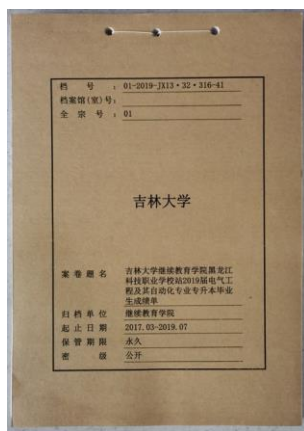 档 号：01-2019-JX13·32·316-41
档案馆(室)号：
全 宗 号：01
吉林大学
案 卷 题 名 吉林大学继续教育学院黑龙江
科技职业学校站2019届电气工
程及其自动化专业专升本毕业
生成绩单
归 档 单 位 继续教育学院
起 止 日 期 2017.03-2019.07
保 管 期 限 永久
密 级 公开